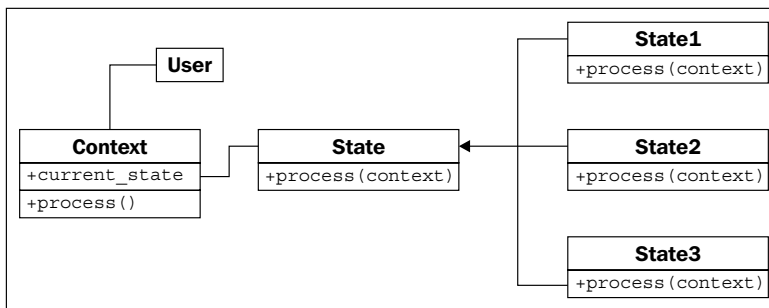 User
Context
+current_state
+process()
State
+process(context)
State1
+process(context)
State2
+process(context)
State3
+process(context)